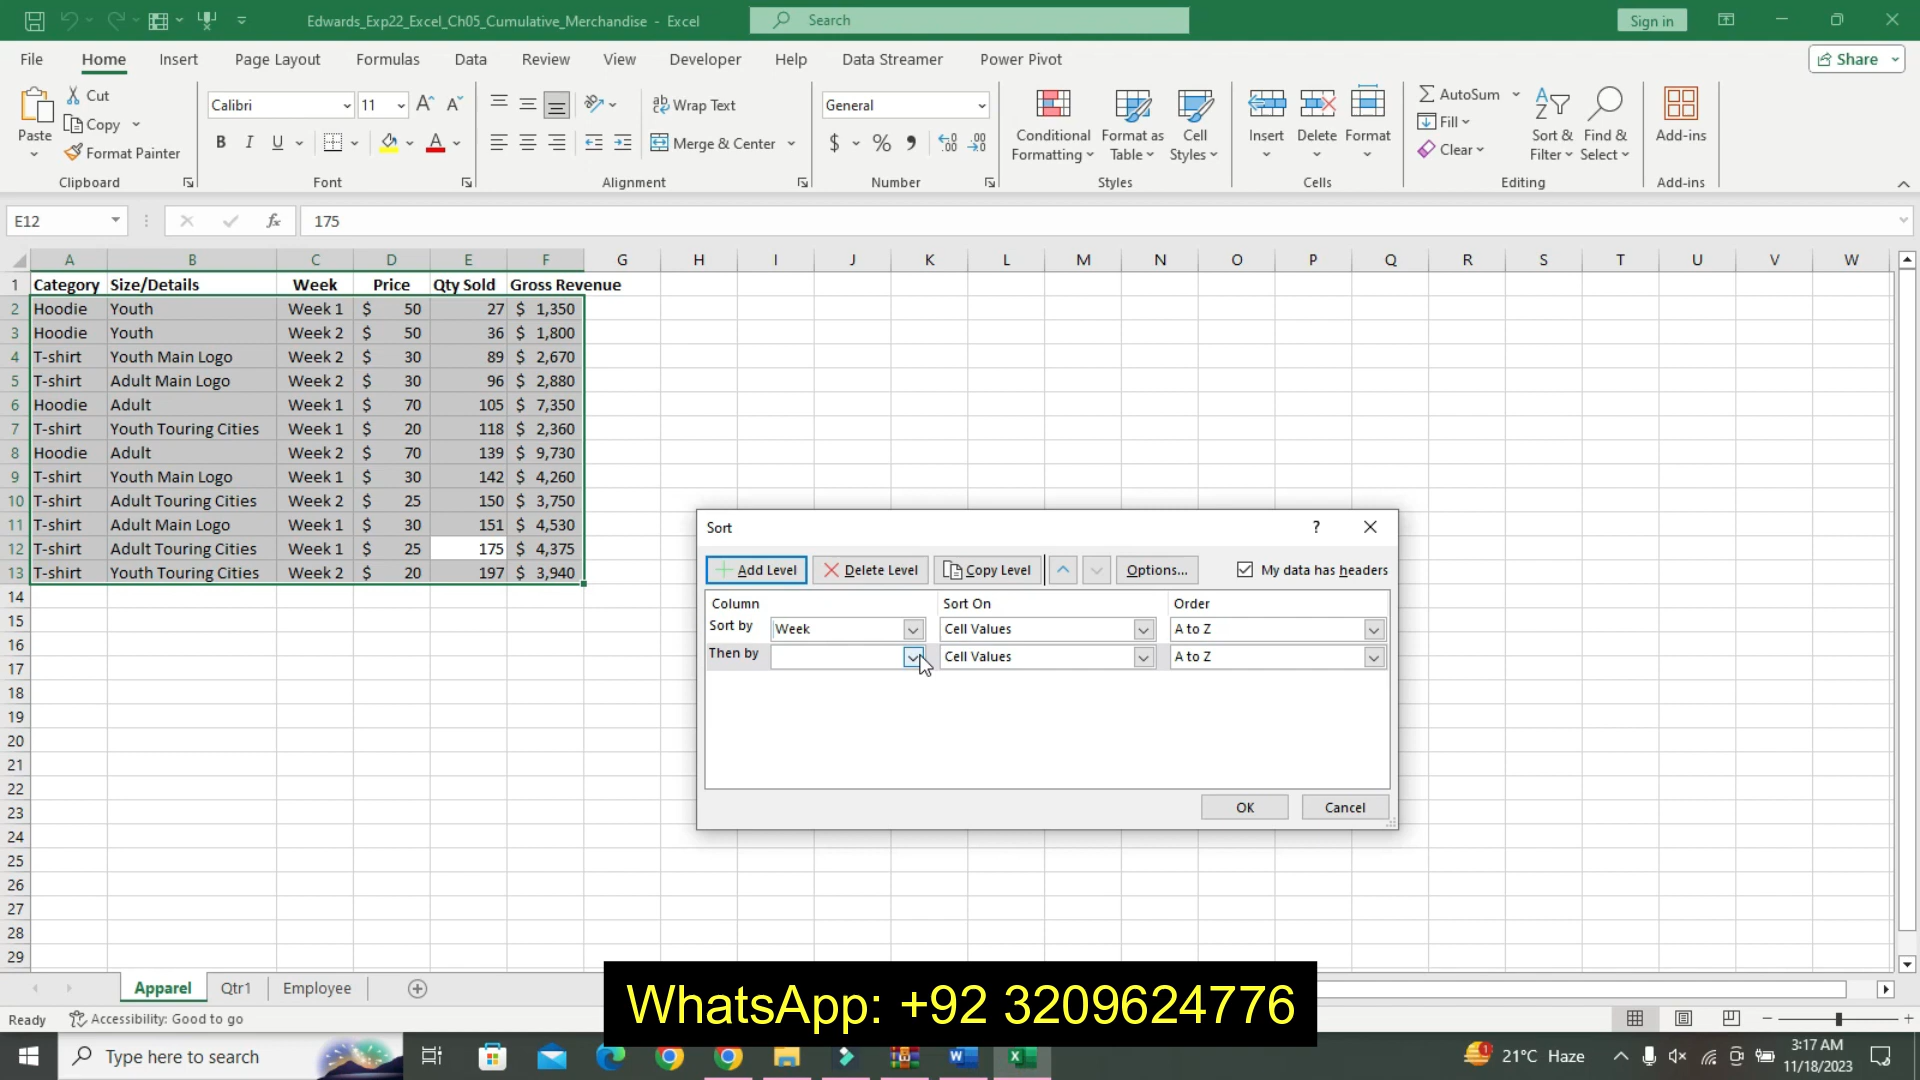 Edwards_Exp22_Excel_Ch05_Cumulative_Merchandise - Excel
Search
Sign in
File Home Insert Page Layout Formulas Data Review View Developer Help Data Streamer Power Pivot
Share
Paste
Cut
Copy
Format Painter
Clipboard
Calibri 11
B I U
Font
Wrap Text
Merge & Center
Alignment
General
$ % ,
Number
Conditional Formatting
Format as Table
Cell Styles
Styles
Insert
Delete
Format
Cells
AutoSum
Fill
Clear
Sort & Filter
Find & Select
Editing
Add-ins
Add-ins
E12
fx
175
A B C D E F G H I J K L M N O P Q R S T U V W
1 Category Size/Details Week Price Qty Sold Gross Revenue
2 Hoodie Youth Week 1 $ 50 27 $ 1,350
3 Hoodie Youth Week 2 $ 50 36 $ 1,800
4 T-shirt Youth Main Logo Week 2 $ 30 89 $ 2,670
5 T-shirt Adult Main Logo Week 2 $ 30 96 $ 2,880
6 Hoodie Adult Week 1 $ 70 105 $ 7,350
7 T-shirt Youth Touring Cities Week 1 $ 20 118 $ 2,360
8 Hoodie Adult Week 2 $ 70 139 $ 9,730
9 T-shirt Youth Main Logo Week 1 $ 30 142 $ 4,260
10 T-shirt Adult Touring Cities Week 2 $ 25 150 $ 3,750
11 T-shirt Adult Main Logo Week 1 $ 30 151 $ 4,530
12 T-shirt Adult Touring Cities Week 1 $ 25 175 $ 4,375
13 T-shirt Youth Touring Cities Week 2 $ 20 197 $ 3,940
14
15
16
17
18
19
20
21
22
23
24
25
26
27
28
29
Sort ?
Add Level Delete Level Copy Level Options... My data has headers
Column Sort On Order
Sort by Week Cell Values A to Z
Then by Cell Values A to Z
OK Cancel
Apparel Qtr1 Employee
WhatsApp: +92 3209624776
Ready Accessibility: Good to go
Type here to search
21°C Haze
3:17 AM
11/18/2023